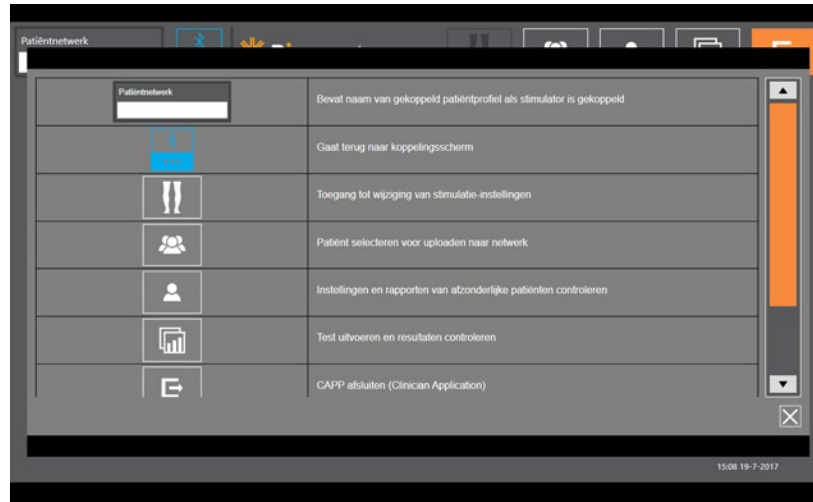 Patiëntnetwerk
Patiëntnetwerk
Bevat naam van gekoppeld patiëntprofiel als stimulator is gekoppeld
Gaat terug naar koppelingsscherm
Toegang tot wijziging van stimulatie-instellingen
Patiënt selecteren voor uploaden naar netwerk
Instellingen en rapporten van afzonderlijke patiënten controleren
Test uitvoeren en resultaten controleren
CAPP afsluiten (Clinician Application)
15:08 19-7-2017